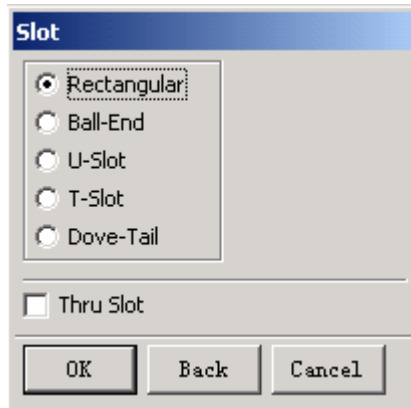 Slot
Rectangular
Ball-End
U-Slot
T-Slot
Dove-Tail
Thru Slot
OK Back Cancel